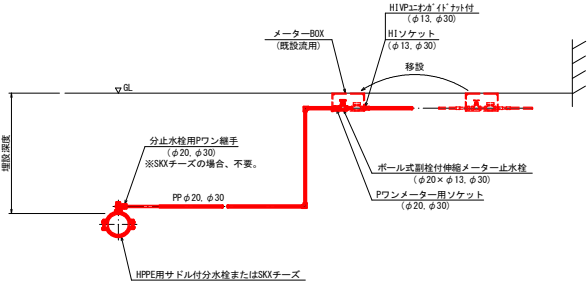 HIVPユニオンガイドナット付
(φ13, φ30)
メーターBOX
(既設流用)
HIソケット
(φ13, φ30)
移設
GL
埋設深度
分止水栓用Pワン継手
(φ20, φ30)
※SKXチーズの場合、不要。
ボール式副栓付伸縮メーター止水栓
(φ20×φ13, φ30)
Pワンメーター用ソケット
(φ20, φ30)
PPφ20, φ30
HPPE用サドル付分水栓またはSKXチーズ